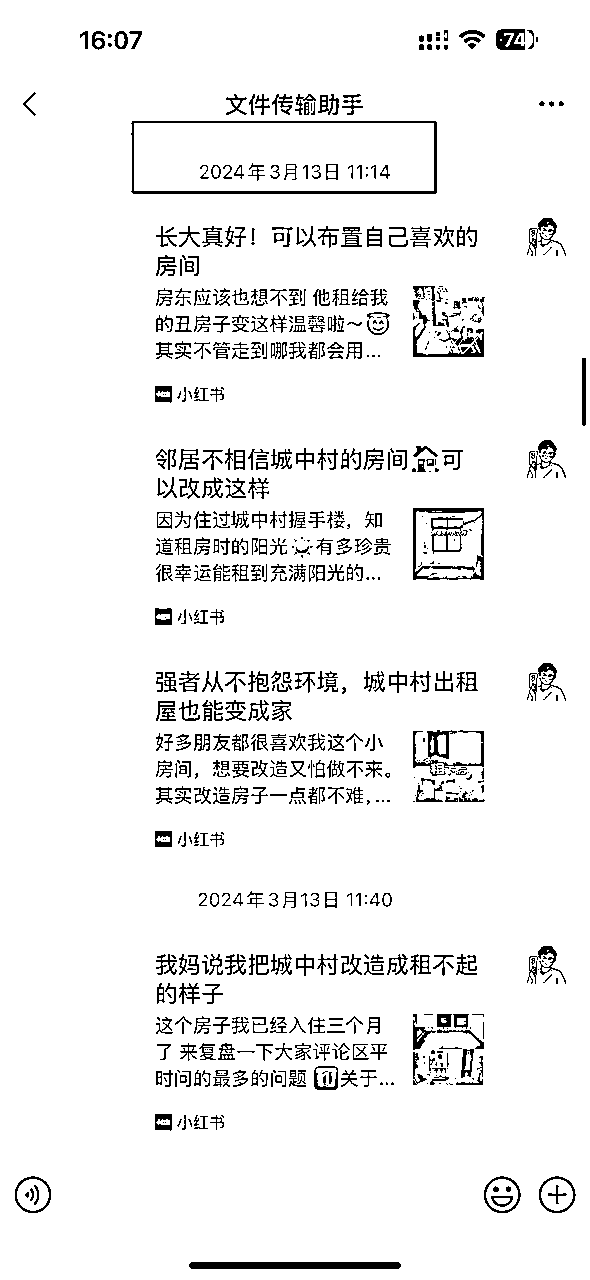 16:07
74
文件传输助手
2024年3月13日 11:14
长大真好！可以布置自己喜欢的
房间
房东应该也想不到 他租给我
的丑房子变这样温馨啦～😇
其实不管走到哪我都会用...
小红书
邻居不相信城中村的房间🏠可
以改成这样
因为住过城中村握手楼，知
道租房时的阳光☀️有多珍贵
很幸运能租到充满阳光的...
小红书
强者从不抱怨环境，城中村出租
屋也能变成家
好多朋友都很喜欢我这个小
房间，想要改造又怕做不来。
其实改造房子一点都不难，...
小红书
2024年3月13日 11:40
我妈说我把城中村改造成租不起
的样子
这个房子我已经入住三个月
了 来复盘一下大家评论区平
时问的最多的问题 关于...
小红书